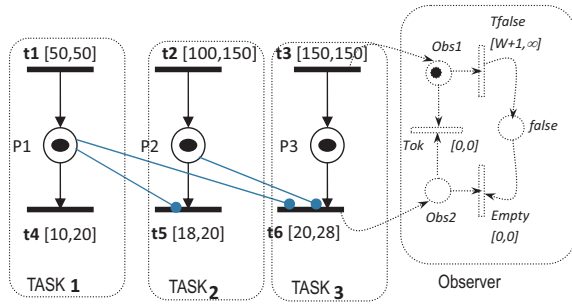 t1 [50,50]
t2 [100,150]
t3 [150,150]
Obs1
Tfalse
[W+1,∞]
P1
P2
P3
Tok
[0,0]
false
Obs2
Empty
[0,0]
t4 [10,20]
t5 [18,20]
t6 [20,28]
TASK 1
TASK 2
TASK 3
Observer